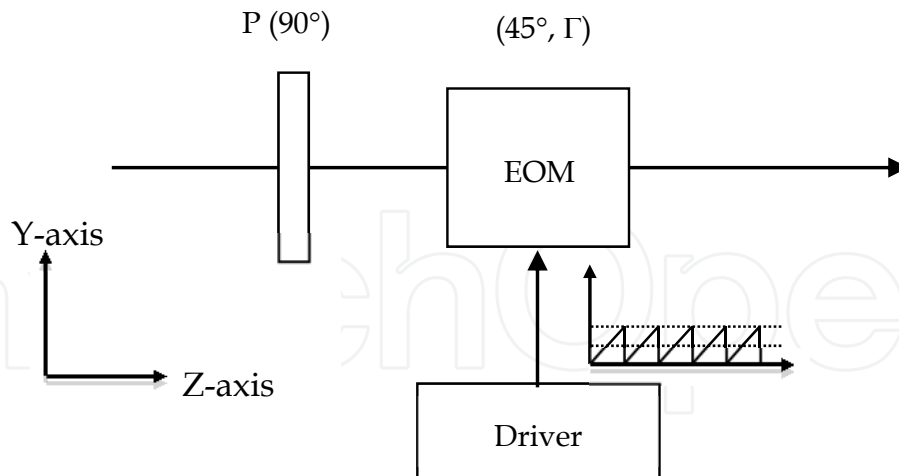 P (90°)
(45°, Γ)
EOM
Y-axis
Z-axis
Driver